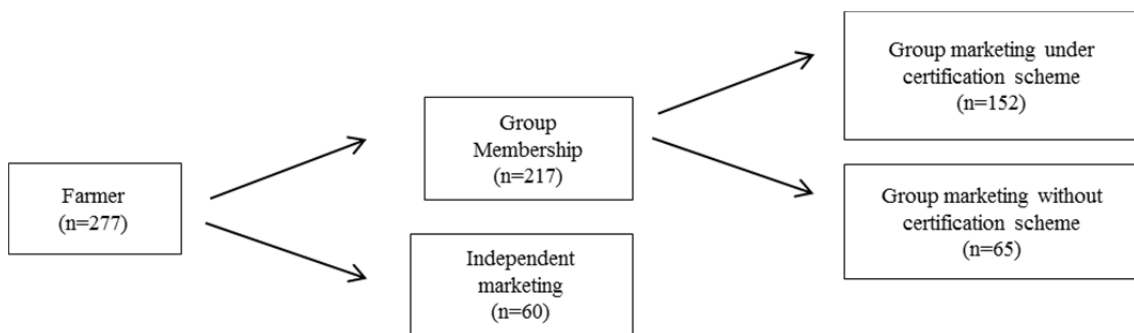 Farmer
(n=277)
Group
Membership
(n=217)
Independent
marketing
(n=60)
Group marketing under
certification scheme
(n=152)
Group marketing without
certification scheme
(n=65)